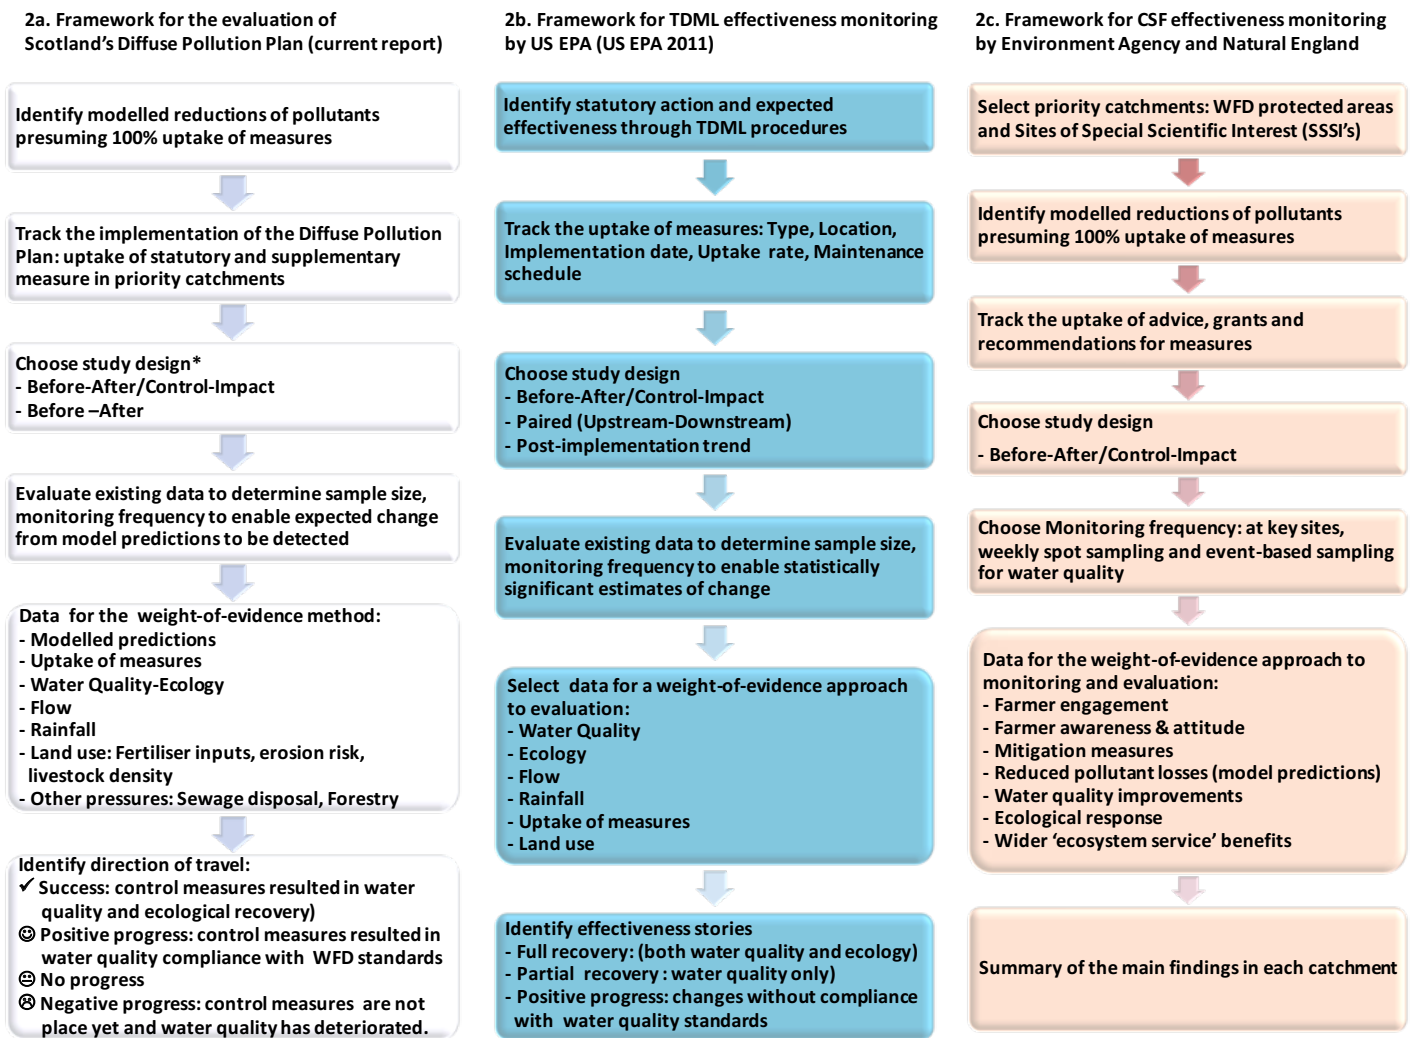 2a. Framework for the evaluation of
Scotland's Diffuse Pollution Plan (current report)
Identify modelled reductions of pollutants
presuming 100% uptake of measures
Track the implementation of the Diffuse Pollution
Plan: uptake of statutory and supplementary
measure in priority catchments
Choose study design*
- Before-After/Control-Impact
- Before –After
Evaluate existing data to determine sample size,
monitoring frequency to enable expected change
from model predictions to be detected
Data for the weight-of-evidence method:
- Modelled predictions
- Uptake of measures
- Water Quality-Ecology
- Flow
- Rainfall
- Land use: Fertiliser inputs, erosion risk,
livestock density
- Other pressures: Sewage disposal, Forestry
Identify direction of travel:
✓ Success: control measures resulted in water
quality and ecological recovery)
☺ Positive progress: control measures resulted in
water quality compliance with WFD standards
😐 No progress
☹ Negative progress: control measures are not
place yet and water quality has deteriorated.
2b. Framework for TDML effectiveness monitoring
by US EPA (US EPA 2011)
Identify statutory action and expected
effectiveness through TDML procedures
Track the uptake of measures: Type, Location,
Implementation date, Uptake rate, Maintenance
schedule
Choose study design
- Before-After/Control-Impact
- Paired (Upstream-Downstream)
- Post-implementation trend
Evaluate existing data to determine sample size,
monitoring frequency to enable statistically
significant estimates of change
Select data for a weight-of-evidence approach
to evaluation:
- Water Quality
- Ecology
- Flow
- Rainfall
- Uptake of measures
- Land use
Identify effectiveness stories
- Full recovery: (both water quality and ecology)
- Partial recovery : water quality only)
- Positive progress: changes without compliance
with water quality standards
2c. Framework for CSF effectiveness monitoring
by Environment Agency and Natural England
Select priority catchments: WFD protected areas
and Sites of Special Scientific Interest (SSSI's)
Identify modelled reductions of pollutants
presuming 100% uptake of measures
Track the uptake of advice, grants and
recommendations for measures
Choose study design
- Before-After/Control-Impact
Choose Monitoring frequency: at key sites,
weekly spot sampling and event-based sampling
for water quality
Data for the weight-of-evidence approach to
monitoring and evaluation:
- Farmer engagement
- Farmer awareness & attitude
- Mitigation measures
- Reduced pollutant losses (model predictions)
- Water quality improvements
- Ecological response
- Wider 'ecosystem service' benefits
Summary of the main findings in each catchment